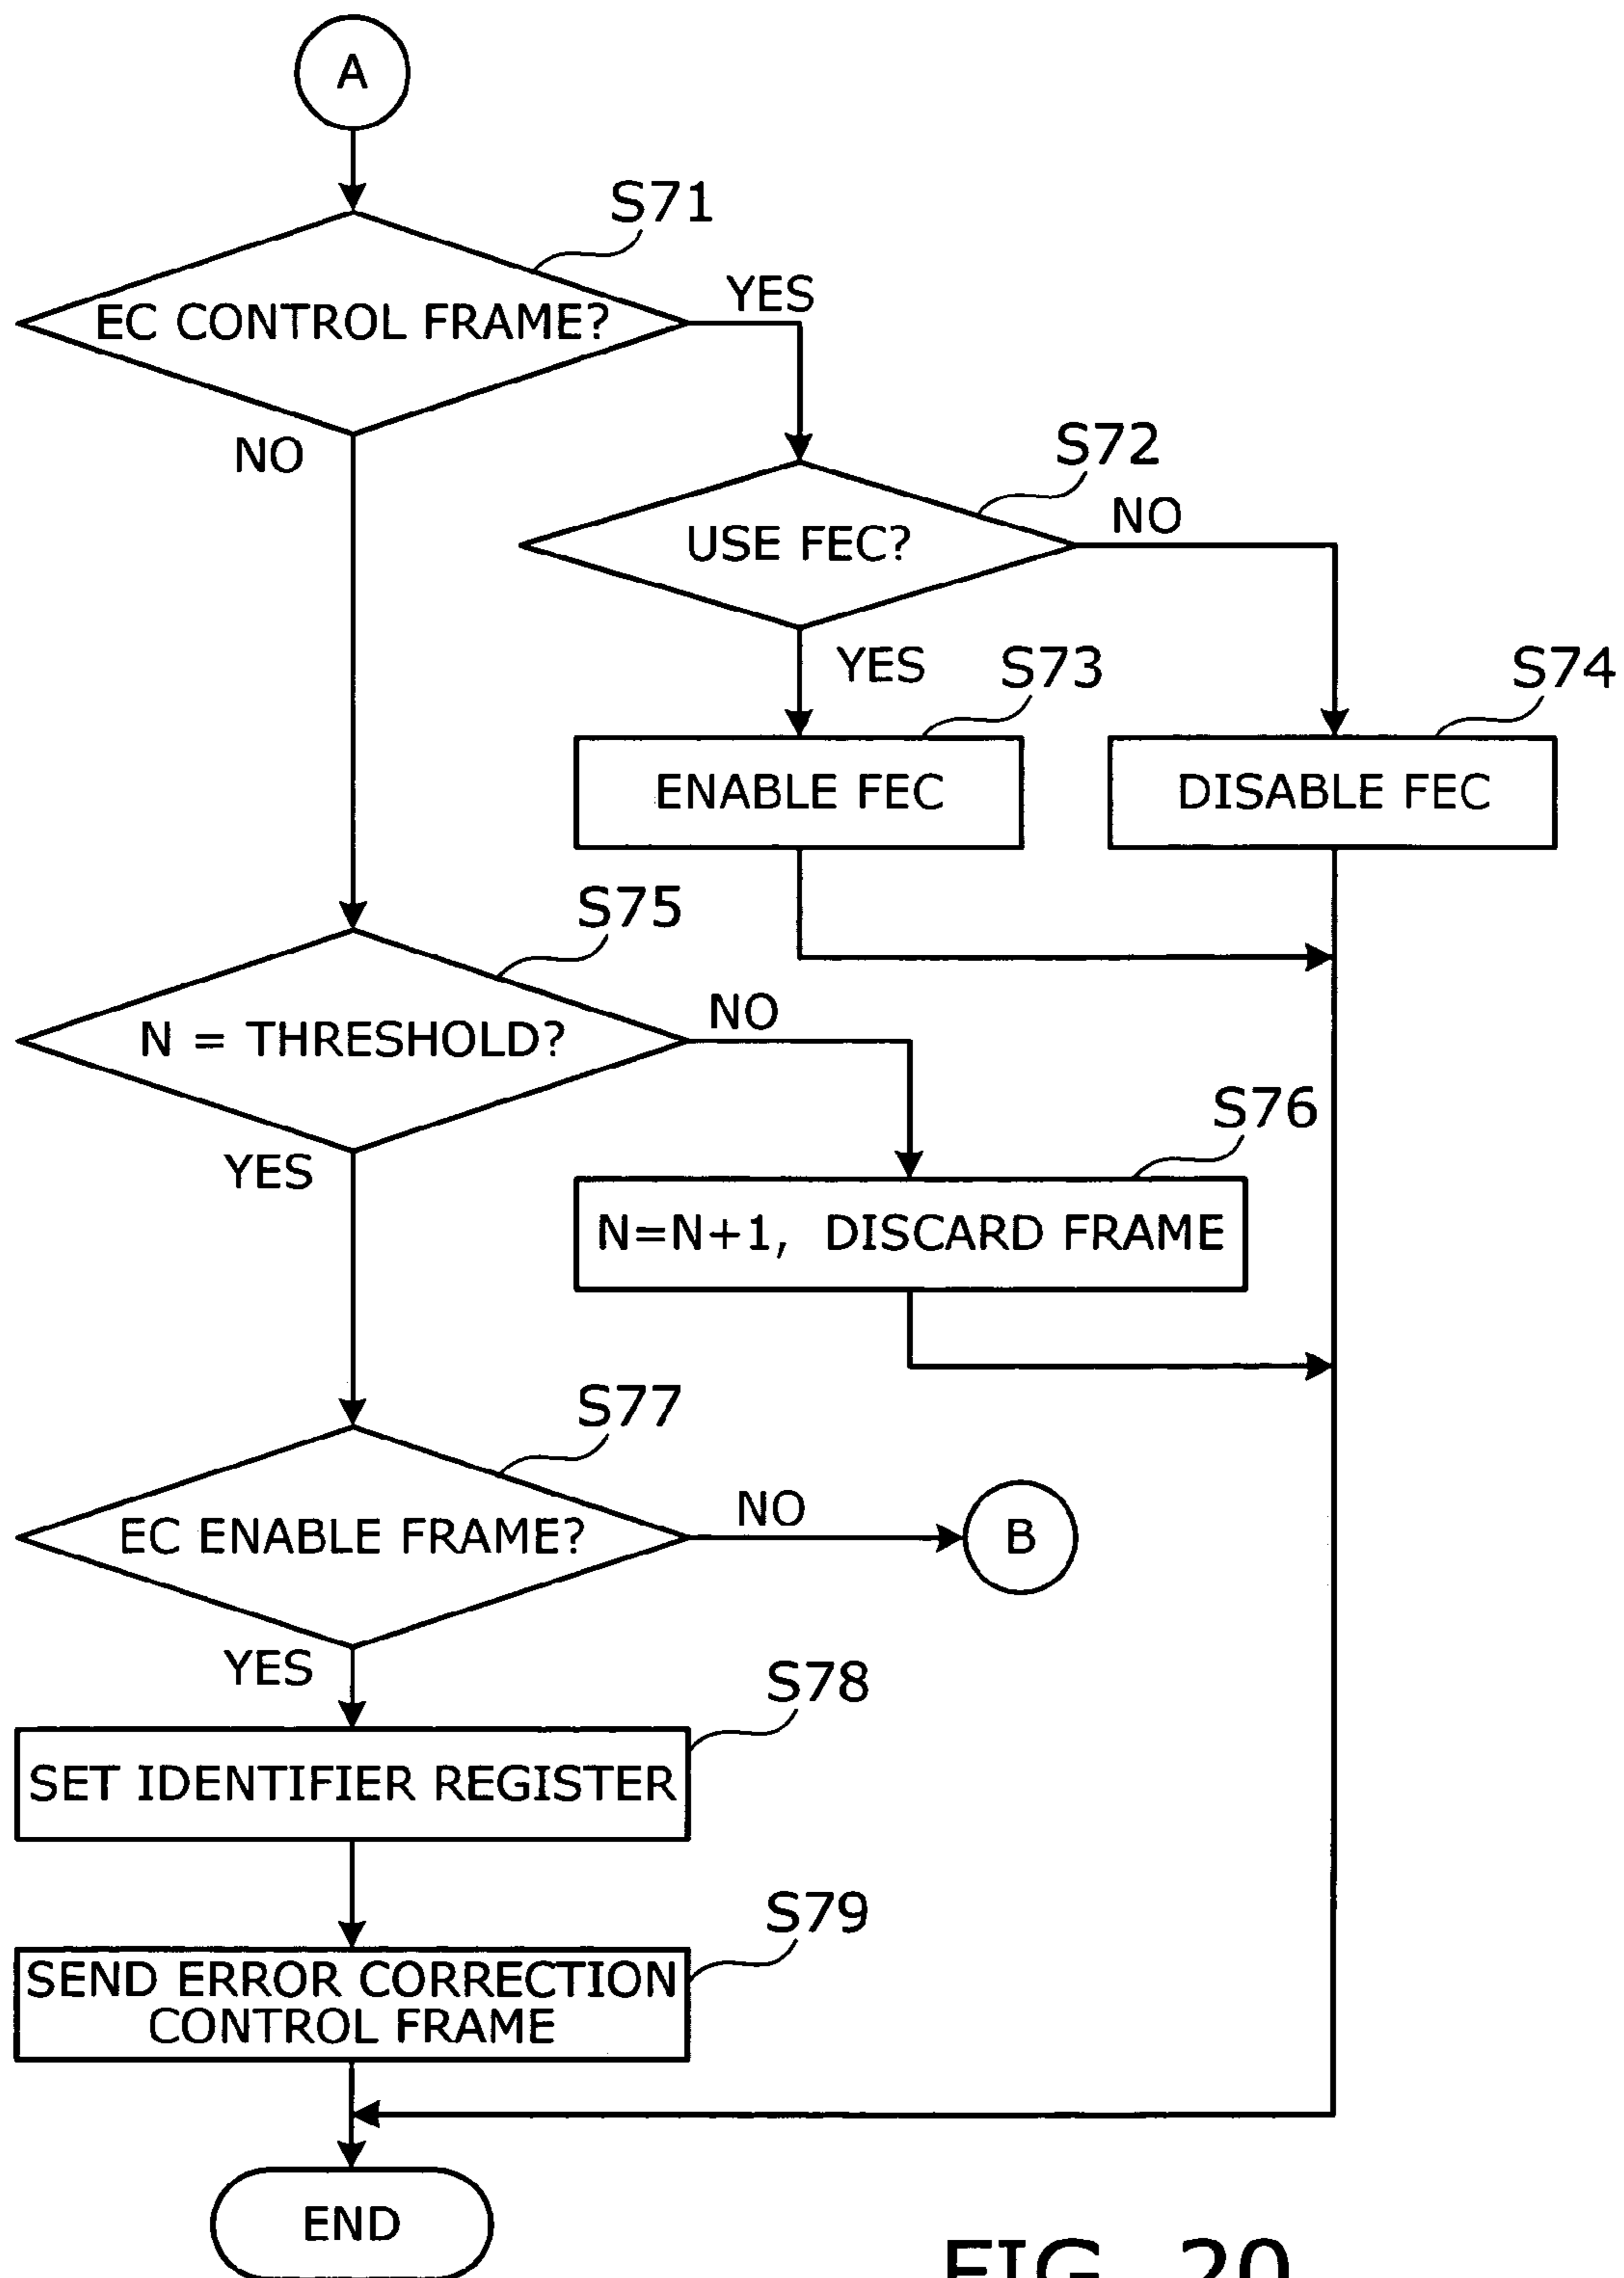 A
S71
EC CONTROL FRAME?
YES
NO
S72
USE FEC?
NO
YES
S73
S74
ENABLE FEC
DISABLE FEC
S75
N = THRESHOLD?
NO
YES
S76
N=N+1, DISCARD FRAME
S77
EC ENABLE FRAME?
NO
B
YES
S78
SET IDENTIFIER REGISTER
S79
SEND ERROR CORRECTION
CONTROL FRAME
END
FIG. 20